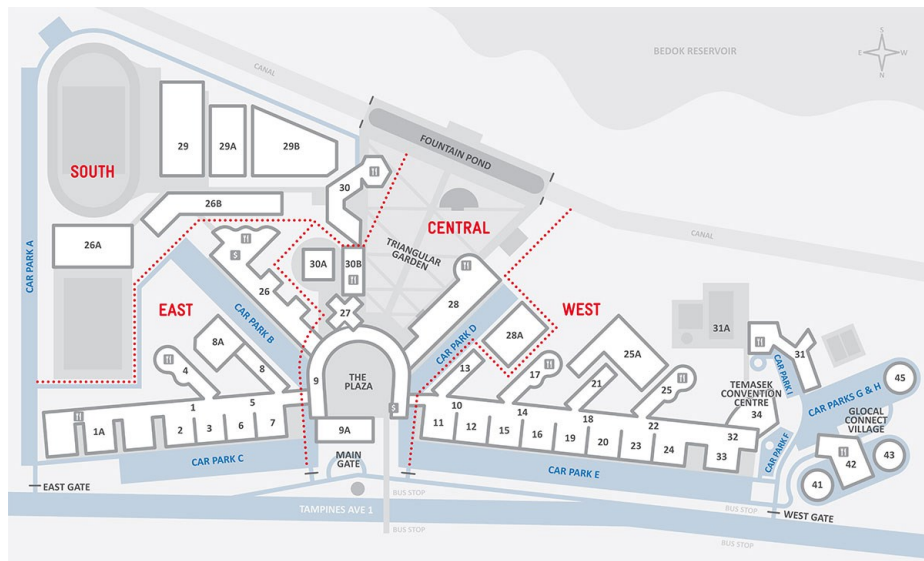 BEDOK RESERVOIR
S
E
W
N
CANAL
FOUNTAIN POND
29
29A
29B
SOUTH
30
26B
CENTRAL
TRIANGULAR
GARDEN
CANAL
26A
$
30A
30B
CAR PARK A
26
28
27
EAST
CAR PARK B
CAR PARK D
WEST
28A
31A
8A
25A
31
4
8
9
THE
PLAZA
13
17
21
25
CAR PARK I
45
TEMASEK
CONVENTION
CENTRE
CAR PARKS G & H
1
5
$
10
14
18
22
34
GLOCAL
CONNECT
VILLAGE
1A
2
3
6
7
9A
11
12
15
16
19
20
23
24
32
33
CAR PARK F
42
43
41
CAR PARK C
MAIN
GATE
CAR PARK E
EAST GATE
BUS STOP
TAMPINES AVE 1
BUS STOP
WEST GATE
BUS STOP
BUS STOP